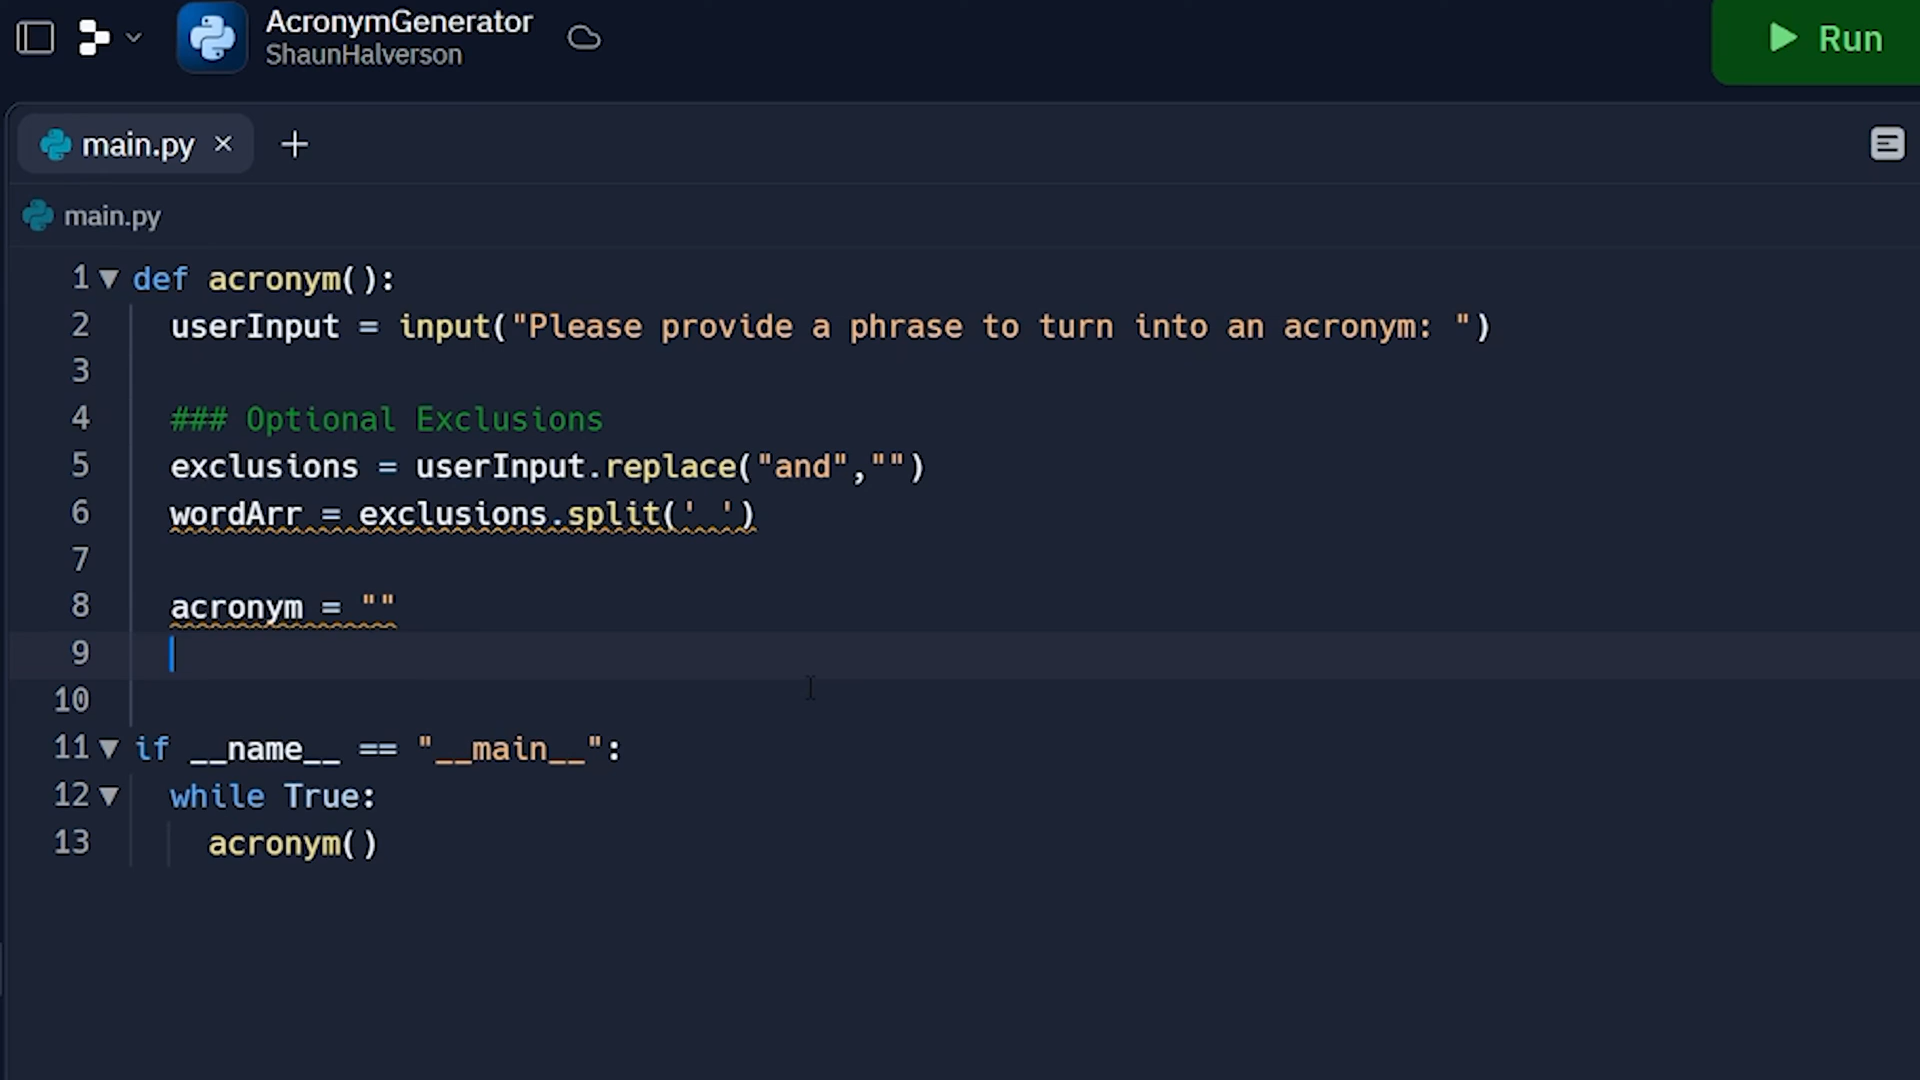 AcronymGenerator
ShaunHalverson
Run
main.py
main.py
1 def acronym():
2 userInput = input("Please provide a phrase to turn into an acronym: ")
3
4 ### Optional Exclusions
5 exclusions = userInput.replace("and","")
6 wordArr = exclusions.split(' ')
7
8 acronym = ""
9
10
11 if __name__ == "__main__":
12 while True:
13 acronym()